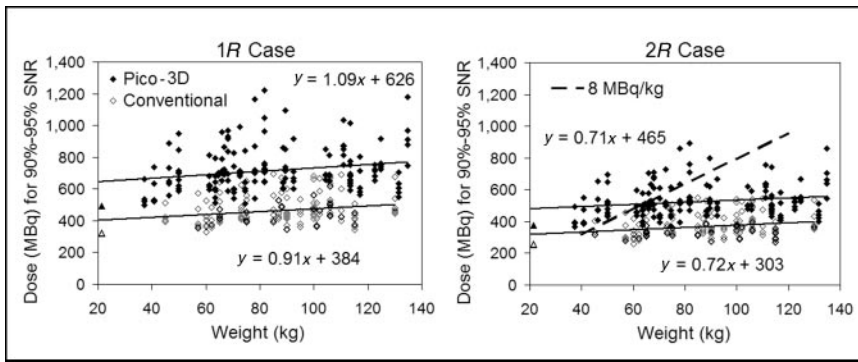 1R Case
Dose (MBq) for 90%-95% SNR
1,400
1,200
1,000
800
600
400
200
0
Pico-3D
Conventional
y = 1.09x + 626
y = 0.91x + 384
20 40 60 80 100 120 140
Weight (kg)
2R Case
Dose (MBq) for 90%-95% SNR
1,400
1,200
1,000
800
600
400
200
0
8 MBq/kg
y = 0.71x + 465
y = 0.72x + 303
20 40 60 80 100 120 140
Weight (kg)